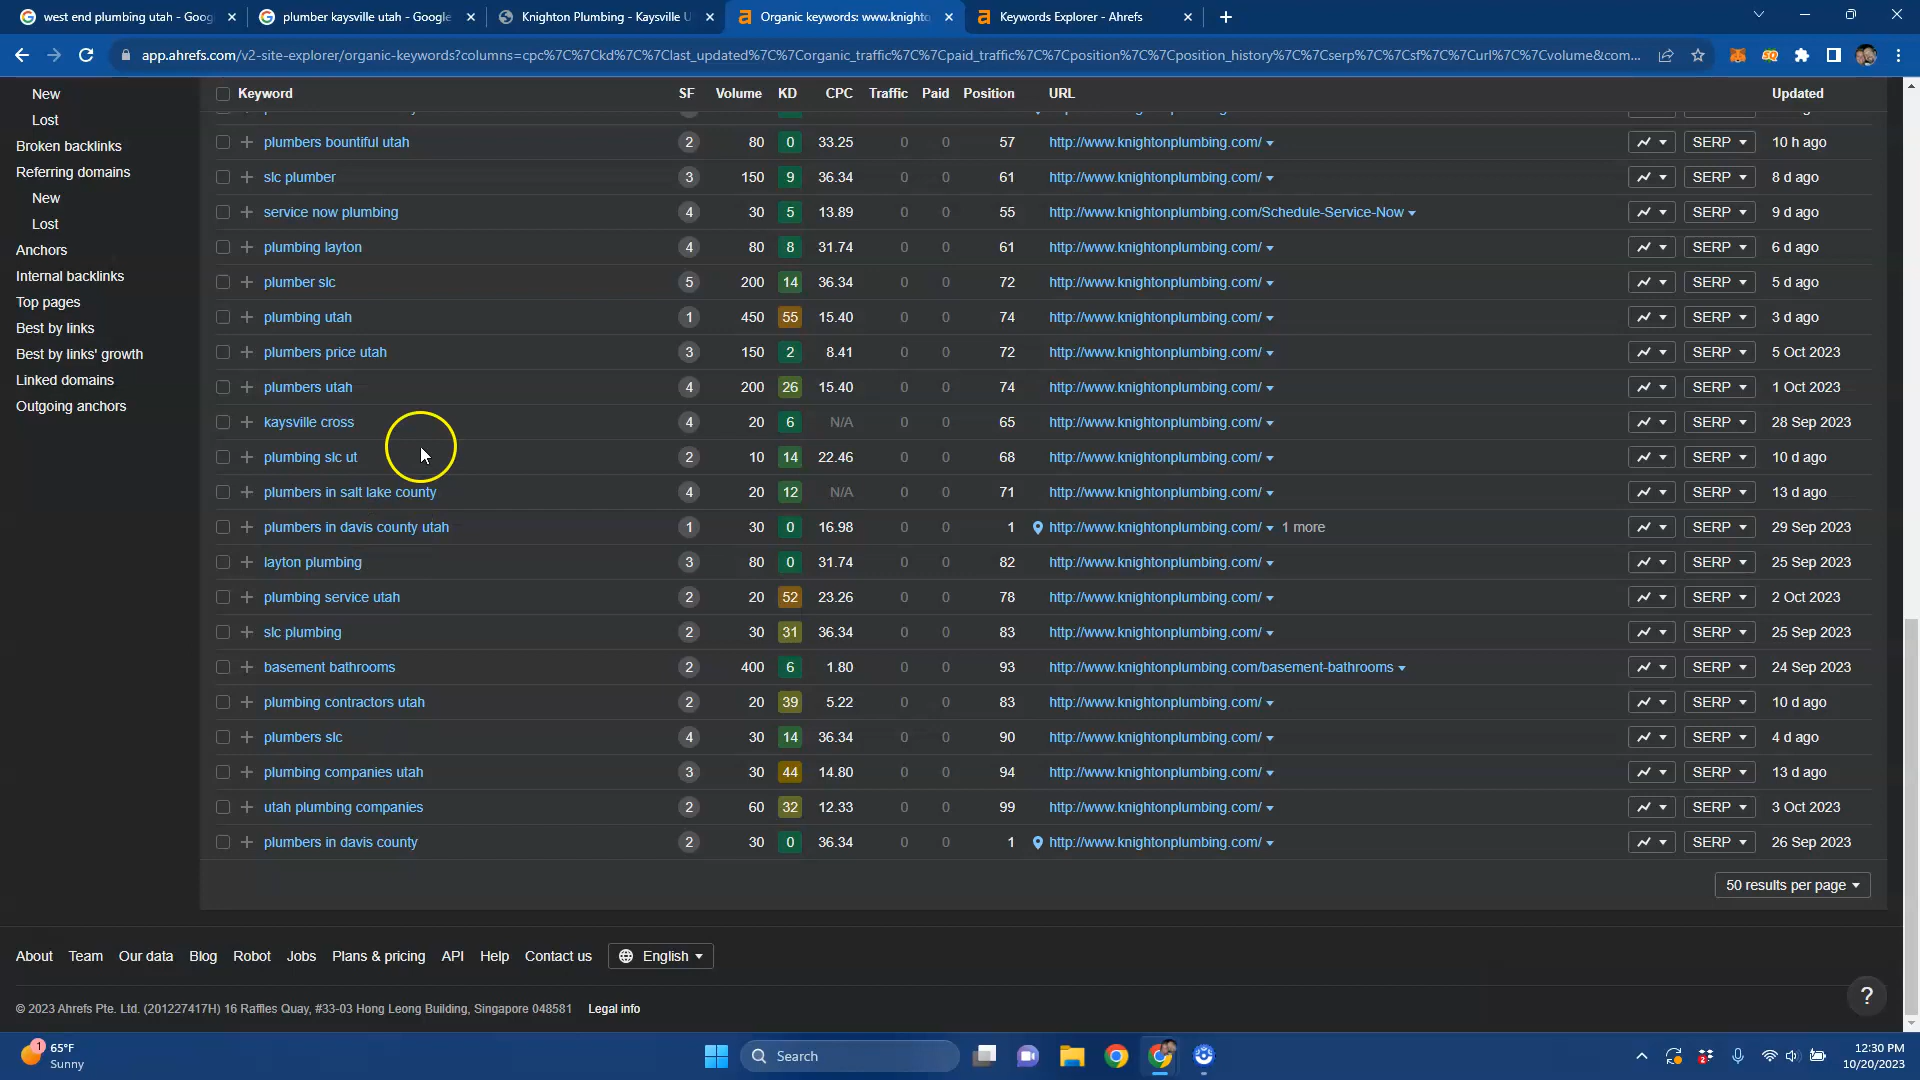 west end plumbing utah - Goog
plumber kaysville utah - Google
Knighton Plumbing - Kaysville U
Organic keywords: www.knighto
Keywords Explorer - Ahrefs
app.ahrefs.com/v2-site-explorer/organic-keywords?columns=cpc%7C%7Ckd%7C%7Clast_updated%7C%7Corganic_traffic%7C%7Cpaid_traffic%7C%7Cposition%7C%7Cposition_history%7C%7Cserp%7C%7Csf%7C%7Curl%7C%7Cvolume&com...
New
Lost
Broken backlinks
Referring domains
New
Lost
Anchors
Internal backlinks
Top pages
Best by links
Best by links' growth
Linked domains
Outgoing anchors
Keyword SF Volume KD CPC Traffic Paid Position URL Updated
plumbers bountiful utah 2 80 0 33.25 0 0 57 http://www.knightonplumbing.com/ SERP 10 h ago
slc plumber 3 150 9 36.34 0 0 61 http://www.knightonplumbing.com/ SERP 8 d ago
service now plumbing 4 30 5 13.89 0 0 55 http://www.knightonplumbing.com/Schedule-Service-Now SERP 9 d ago
plumbing layton 4 80 8 31.74 0 0 61 http://www.knightonplumbing.com/ SERP 6 d ago
plumber slc 5 200 14 36.34 0 0 72 http://www.knightonplumbing.com/ SERP 5 d ago
plumbing utah 1 450 55 15.40 0 0 74 http://www.knightonplumbing.com/ SERP 3 d ago
plumbers price utah 3 150 2 8.41 0 0 72 http://www.knightonplumbing.com/ SERP 5 Oct 2023
plumbers utah 4 200 26 15.40 0 0 74 http://www.knightonplumbing.com/ SERP 1 Oct 2023
kaysville cross 4 20 6 N/A 0 0 65 http://www.knightonplumbing.com/ SERP 28 Sep 2023
plumbing slc ut 2 10 14 22.46 0 0 68 http://www.knightonplumbing.com/ SERP 10 d ago
plumbers in salt lake county 4 20 12 N/A 0 0 71 http://www.knightonplumbing.com/ SERP 13 d ago
plumbers in davis county utah 1 30 0 16.98 0 0 1 http://www.knightonplumbing.com/ 1 more SERP 29 Sep 2023
layton plumbing 3 80 0 31.74 0 0 82 http://www.knightonplumbing.com/ SERP 25 Sep 2023
plumbing service utah 2 20 52 23.26 0 0 78 http://www.knightonplumbing.com/ SERP 2 Oct 2023
slc plumbing 2 30 31 36.34 0 0 83 http://www.knightonplumbing.com/ SERP 25 Sep 2023
basement bathrooms 2 400 6 1.80 0 0 93 http://www.knightonplumbing.com/basement-bathrooms SERP 24 Sep 2023
plumbing contractors utah 2 20 39 5.22 0 0 83 http://www.knightonplumbing.com/ SERP 10 d ago
plumbers slc 4 30 14 36.34 0 0 90 http://www.knightonplumbing.com/ SERP 4 d ago
plumbing companies utah 3 30 44 14.80 0 0 94 http://www.knightonplumbing.com/ SERP 13 d ago
utah plumbing companies 2 60 32 12.33 0 0 99 http://www.knightonplumbing.com/ SERP 3 Oct 2023
plumbers in davis county 2 30 0 36.34 0 0 1 http://www.knightonplumbing.com/ SERP 26 Sep 2023
50 results per page
About Team Our data Blog Robot Jobs Plans & pricing API Help Contact us English
© 2023 Ahrefs Pte. Ltd. (201227417H) 16 Raffles Quay, #33-03 Hong Leong Building, Singapore 048581 Legal info
?
1
65°F
Sunny
Search
2
12:30 PM
10/20/2023